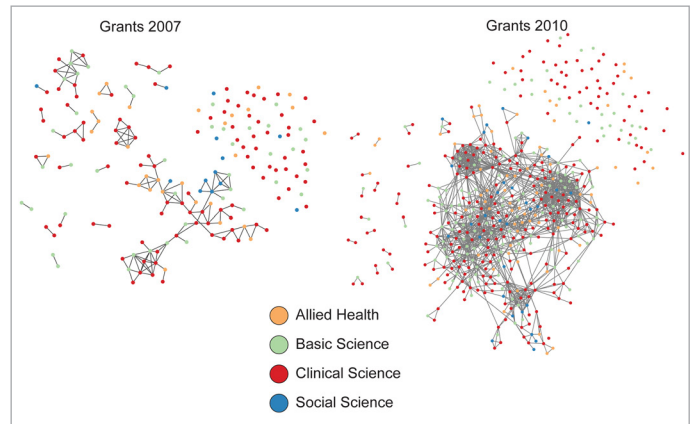 Grants 2007
Grants 2010
Allied Health
Basic Science
Clinical Science
Social Science